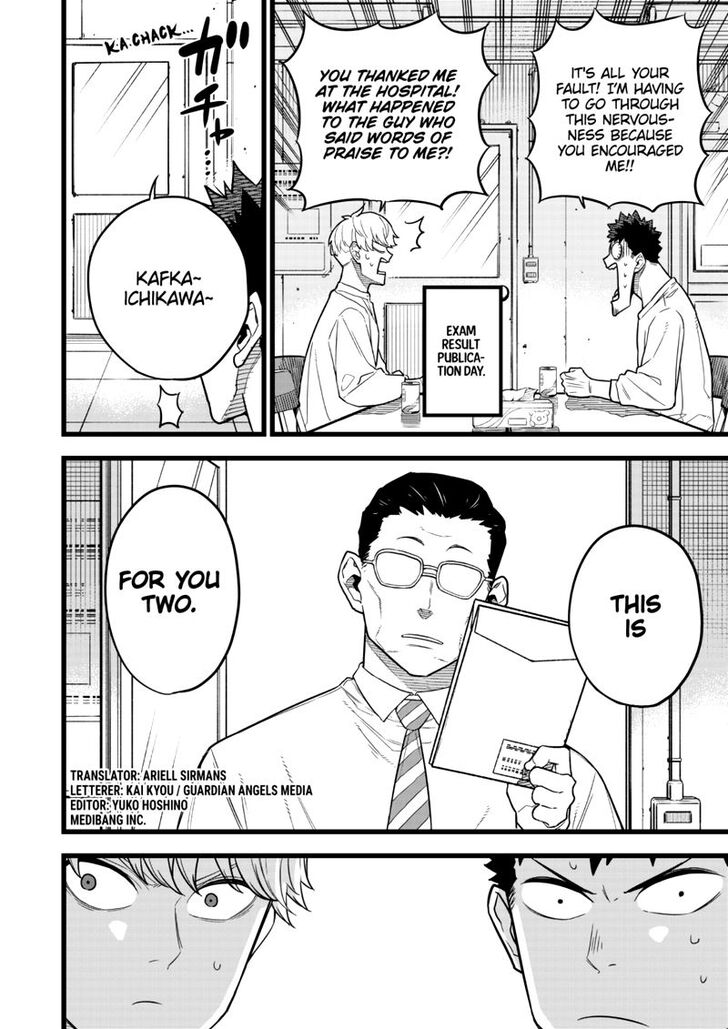 IT'S ALL YOUR
FAULT! I'M HAVING
TO GO THROUGH
THIS NERVOUS-
NESS BECAUSE
YOU ENCOURAGED
ME!!
YOU THANKED ME
AT THE HOSPITAL!
WHAT HAPPENED
TO THE GUY WHO
SAID WORDS OF
PRAISE TO ME?!
EXAM
RESULT
PUBLICA-
TION DAY.
KA CHACK...
ガチャ
KAFKA~
ICHIKAWA~
THIS
IS
FOR YOU
TWO.
TRANSLATOR: ARIELL SIRMANS
LETTERER: KAI KYOU / GUARDIAN ANGELS MEDIA
EDITOR: YUKO HOSHINO
MEDIBANG INC.